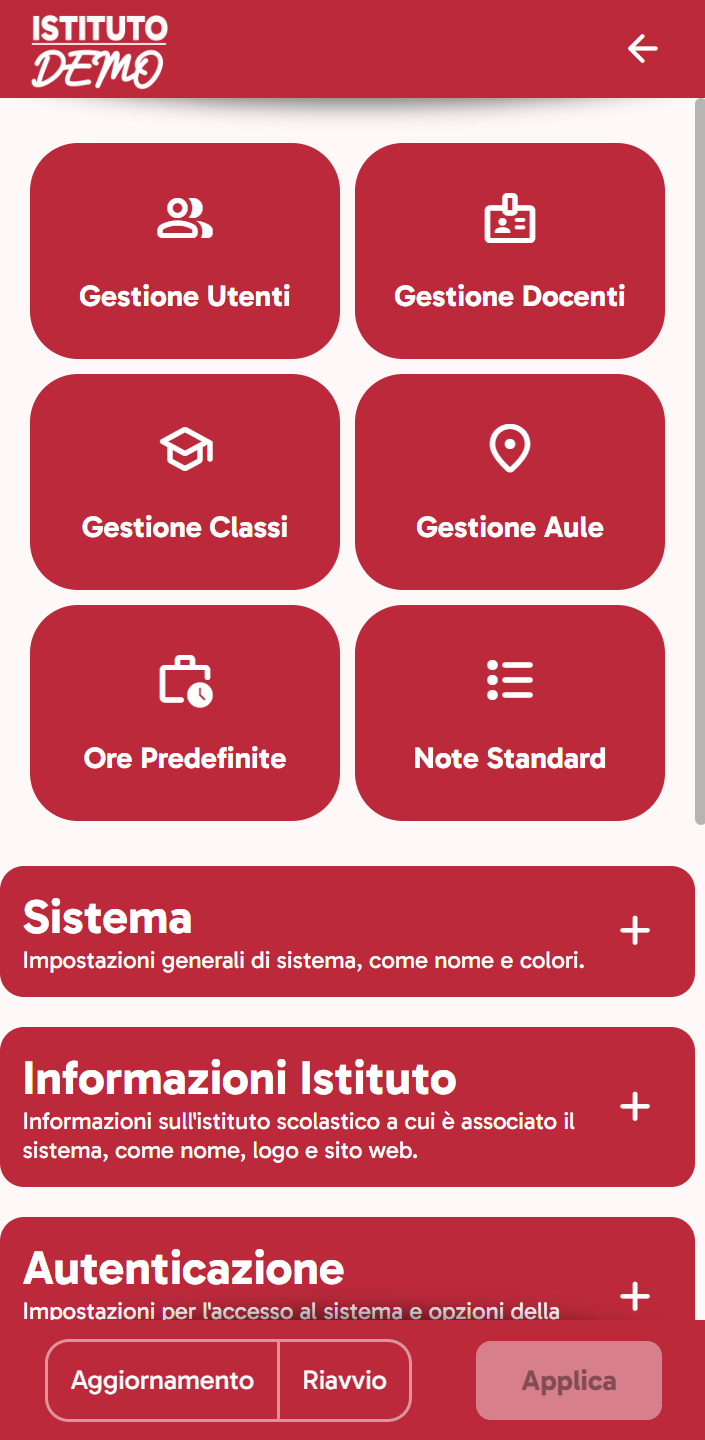 ISTITUTO
DEMO
Gestione Utenti
Gestione Docenti
Gestione Classi
Gestione Aule
Ore Predefinite
Note Standard
Sistema
Impostazioni generali di sistema, come nome e colori.
Informazioni Istituto
Informazioni sull'istituto scolastico a cui è associato il
sistema, come nome, logo e sito web.
Autenticazione
Impostazioni per l'accesso al sistema e opzioni della
Aggiornamento
Riavvio
Applica